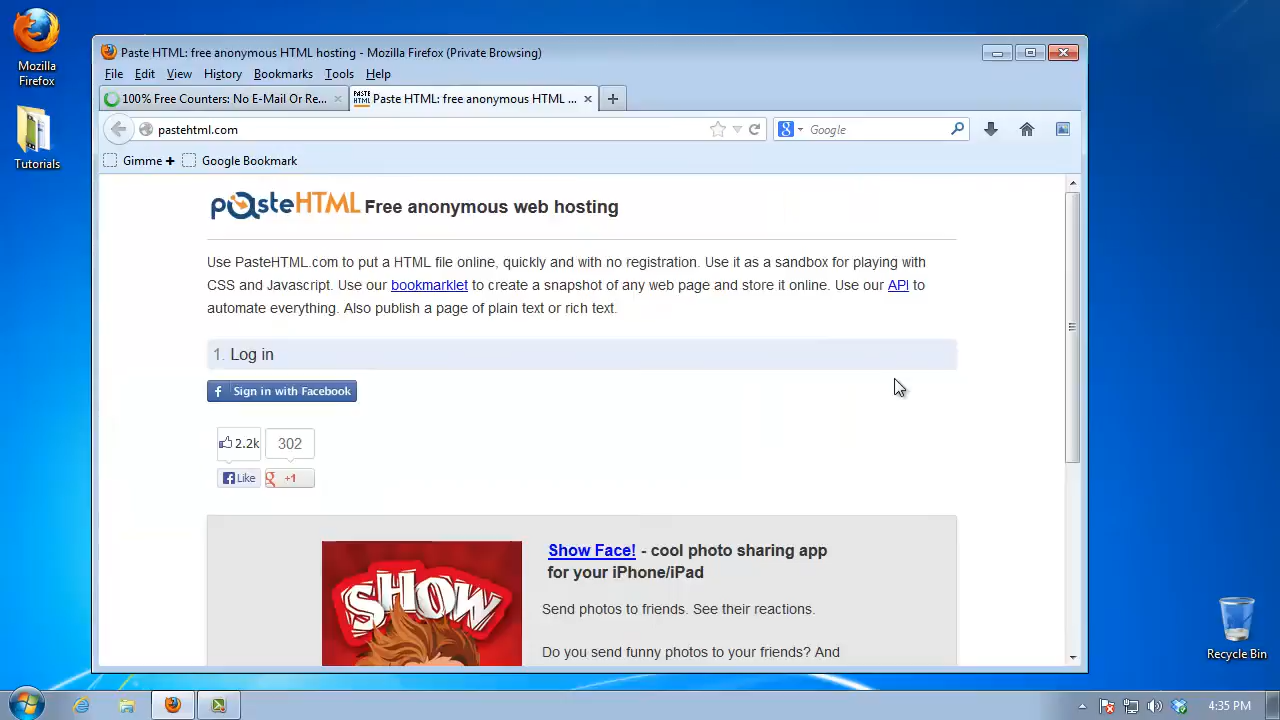 Mozilla Firefox
Tutorials
Recycle Bin
Paste HTML: free anonymous HTML hosting - Mozilla Firefox (Private Browsing)
File Edit View History Bookmarks Tools Help
100% Free Counters: No E-Mail Or Re... × PASTE HTML Paste HTML: free anonymous HTML ... ×
pastehtml.com Google
Gimme + Google Bookmark
pasteHTML Free anonymous web hosting
Use PasteHTML.com to put a HTML file online, quickly and with no registration. Use it as a sandbox for playing with
CSS and Javascript. Use our bookmarklet to create a snapshot of any web page and store it online. Use our API to
automate everything. Also publish a page of plain text or rich text.
1. Log in
f Sign in with Facebook
2.2k 302
Like +1
SHOW
Show Face! - cool photo sharing app
for your iPhone/iPad
Send photos to friends. See their reactions.
Do you send funny photos to your friends? And
4:35 PM